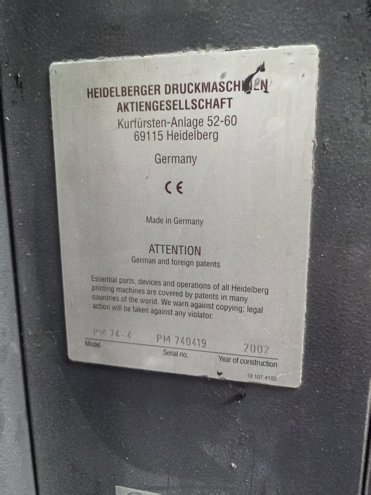 HEIDELBERGER DRUCKMASCHINEN
AKTIENGESELLSCHAFT
Kurfürsten-Anlage 52-60
69115 Heidelberg
Germany
CE
Made in Germany
ATTENTION
German and foreign patents
Essential parts, devices and operations of all Heidelberg
printing machines are covered by patents in many
countries of the world. We warn against copying; legal
action will be taken against any violator.
PM 74-4 PM 740419 2002
Model Serial no. Year of construction
10.107.4102